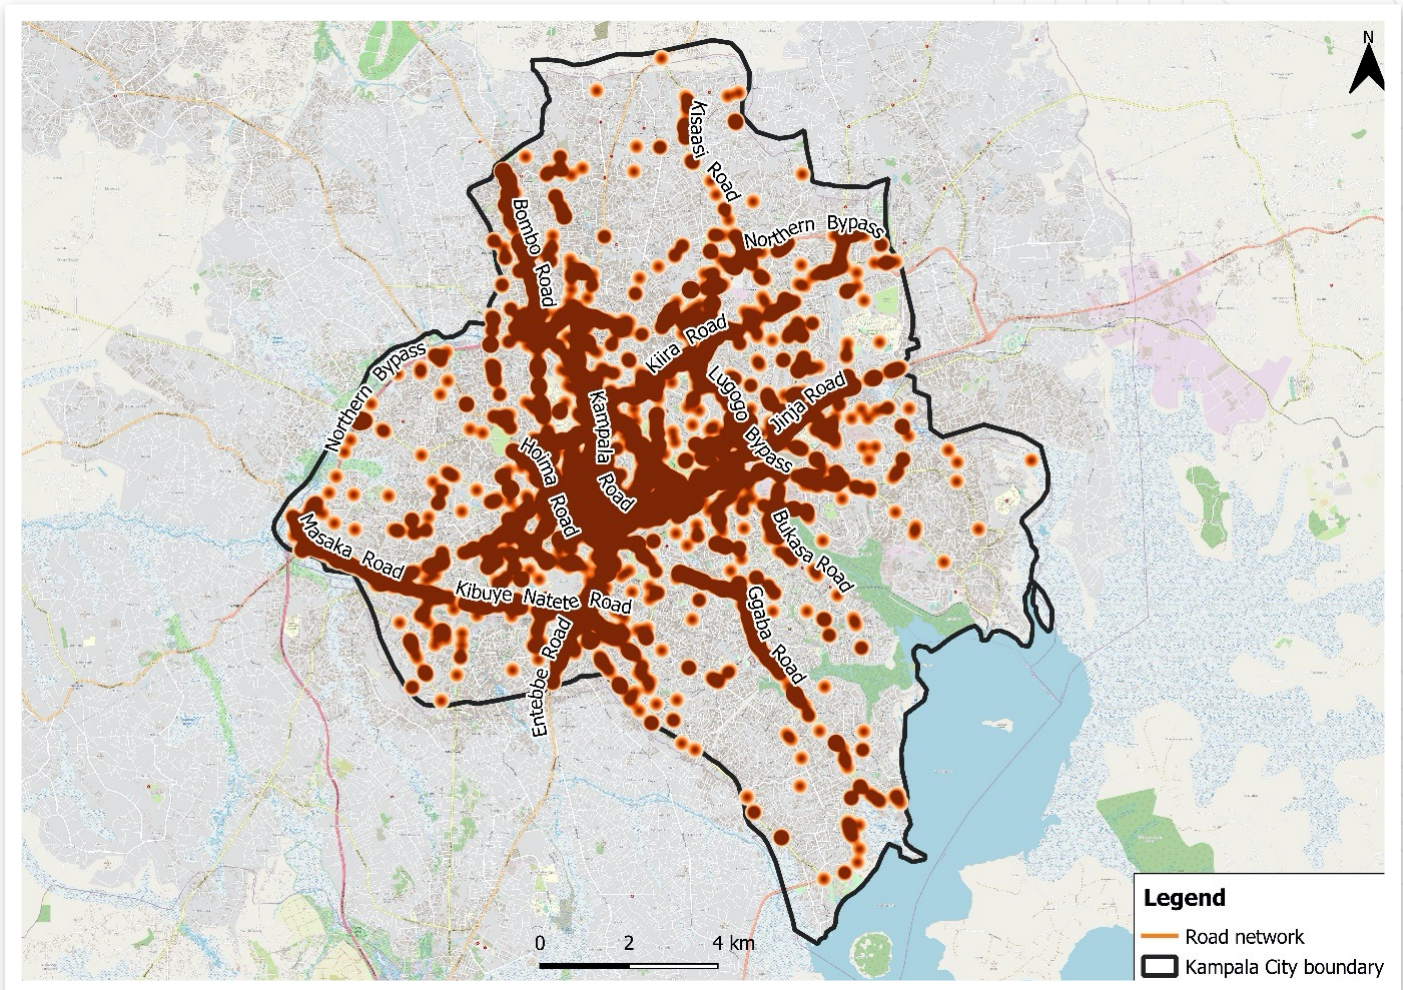 N
Kisaasi Road
Bombo Road
Northern Bypass
Kiira Road
Northern Bypass
Lugogo Bypass
Jinja Road
Kampala Road
Hoima Road
Masaka Road
Bukasa Road
Kibuye Natete Road
Ggaba Road
Entebbe Road
0 2 4 km
Legend
Road network
Kampala City boundary